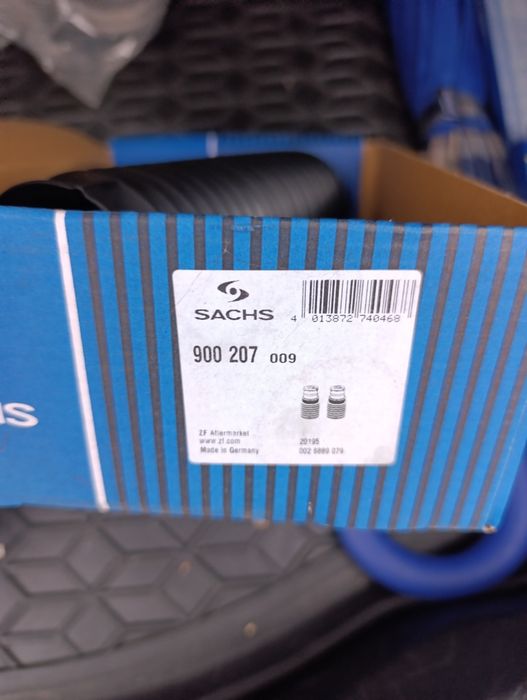 SACHS
4 013872 740468
900 207 009
ZF Aftermarket
www.zf.com
Made in Germany
20195
002 6889 079
HS